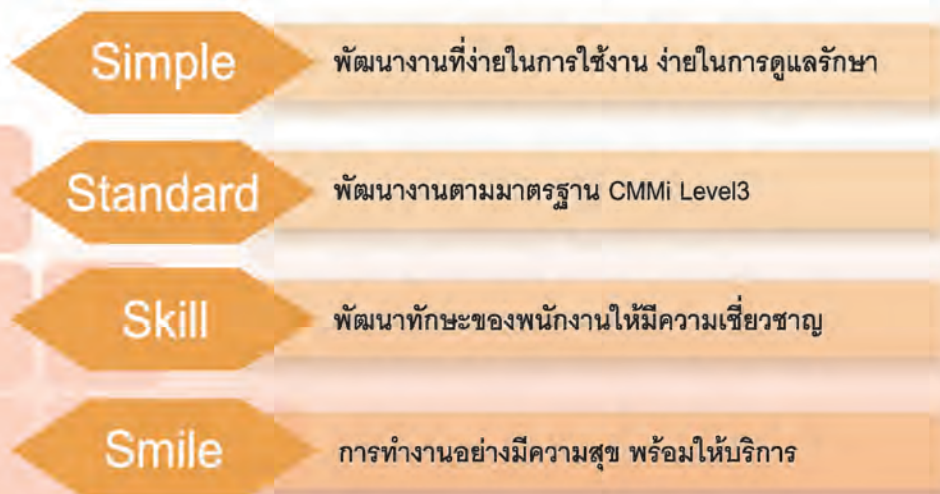 Simple
พัฒนางานที่ง่ายในการใช้งาน ง่ายในการดูแลรักษา
Standard
พัฒนางานตามมาตรฐาน CMMi Level3
Skill
พัฒนาทักษะของพนักงานให้มีความเชี่ยวชาญ
Smile
การทำงานอย่างมีความสุข พร้อมให้บริการ